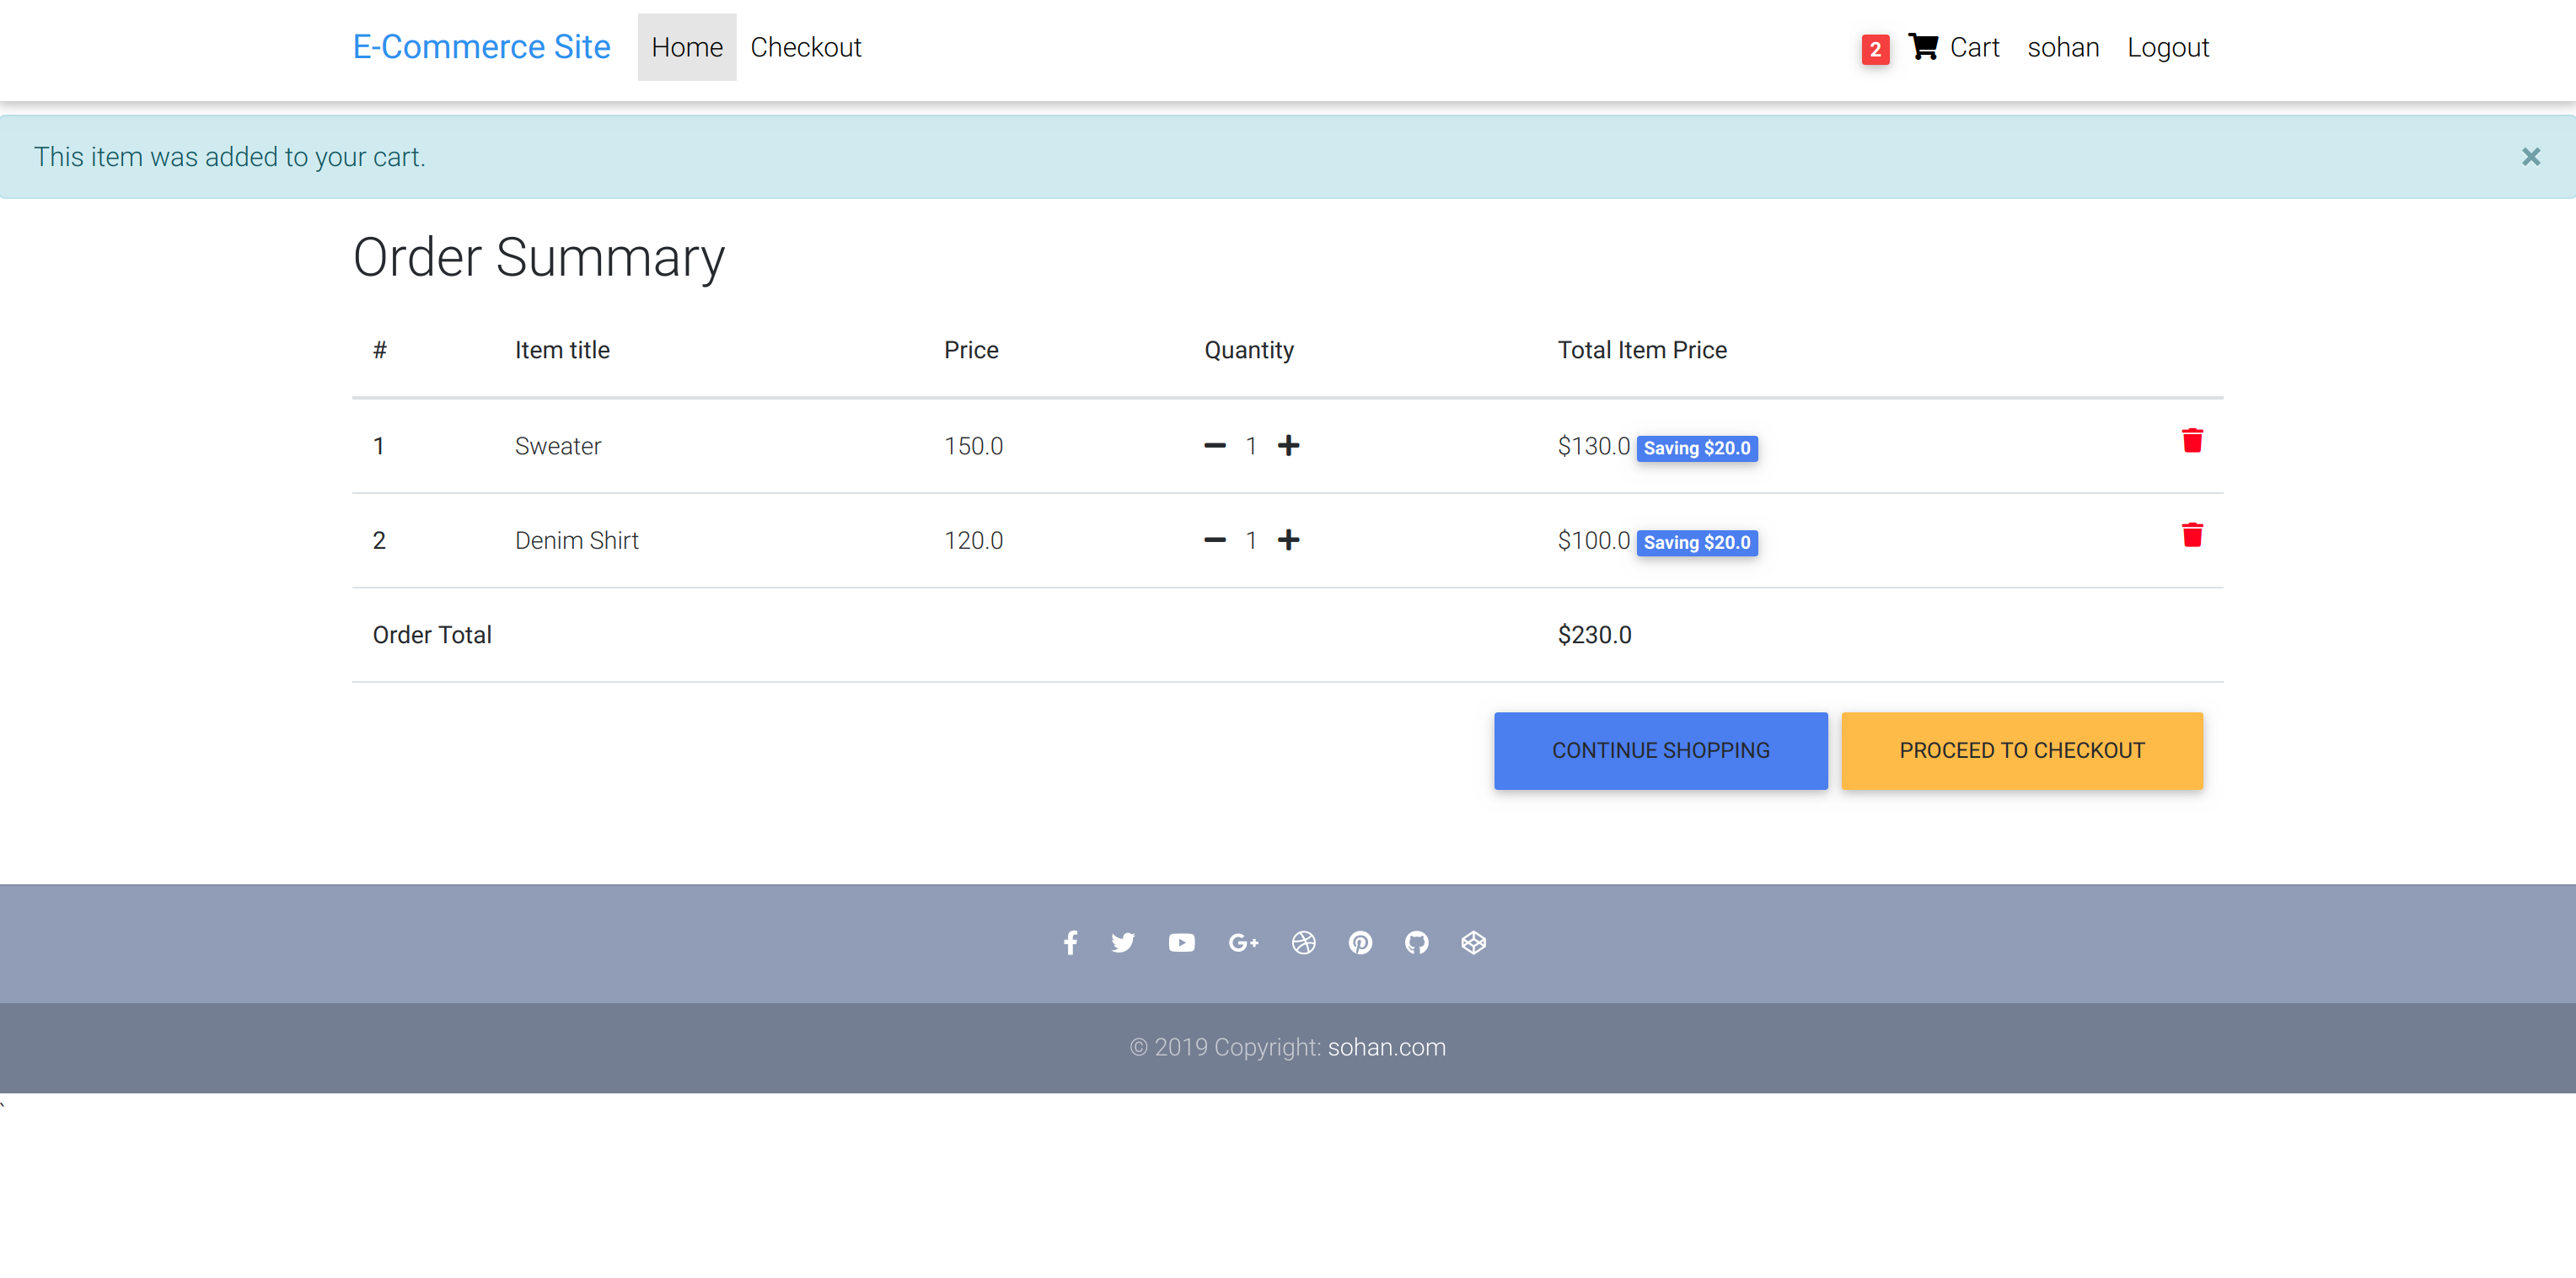 E-Commerce Site Home Checkout 2 Cart sohan Logout
This item was added to your cart. ×
Order Summary
# Item title Price Quantity Total Item Price
1 Sweater 150.0 1 $130.0 Saving $20.0
2 Denim Shirt 120.0 1 $100.0 Saving $20.0
Order Total $230.0
CONTINUE SHOPPING PROCEED TO CHECKOUT
© 2019 Copyright: sohan.com
`